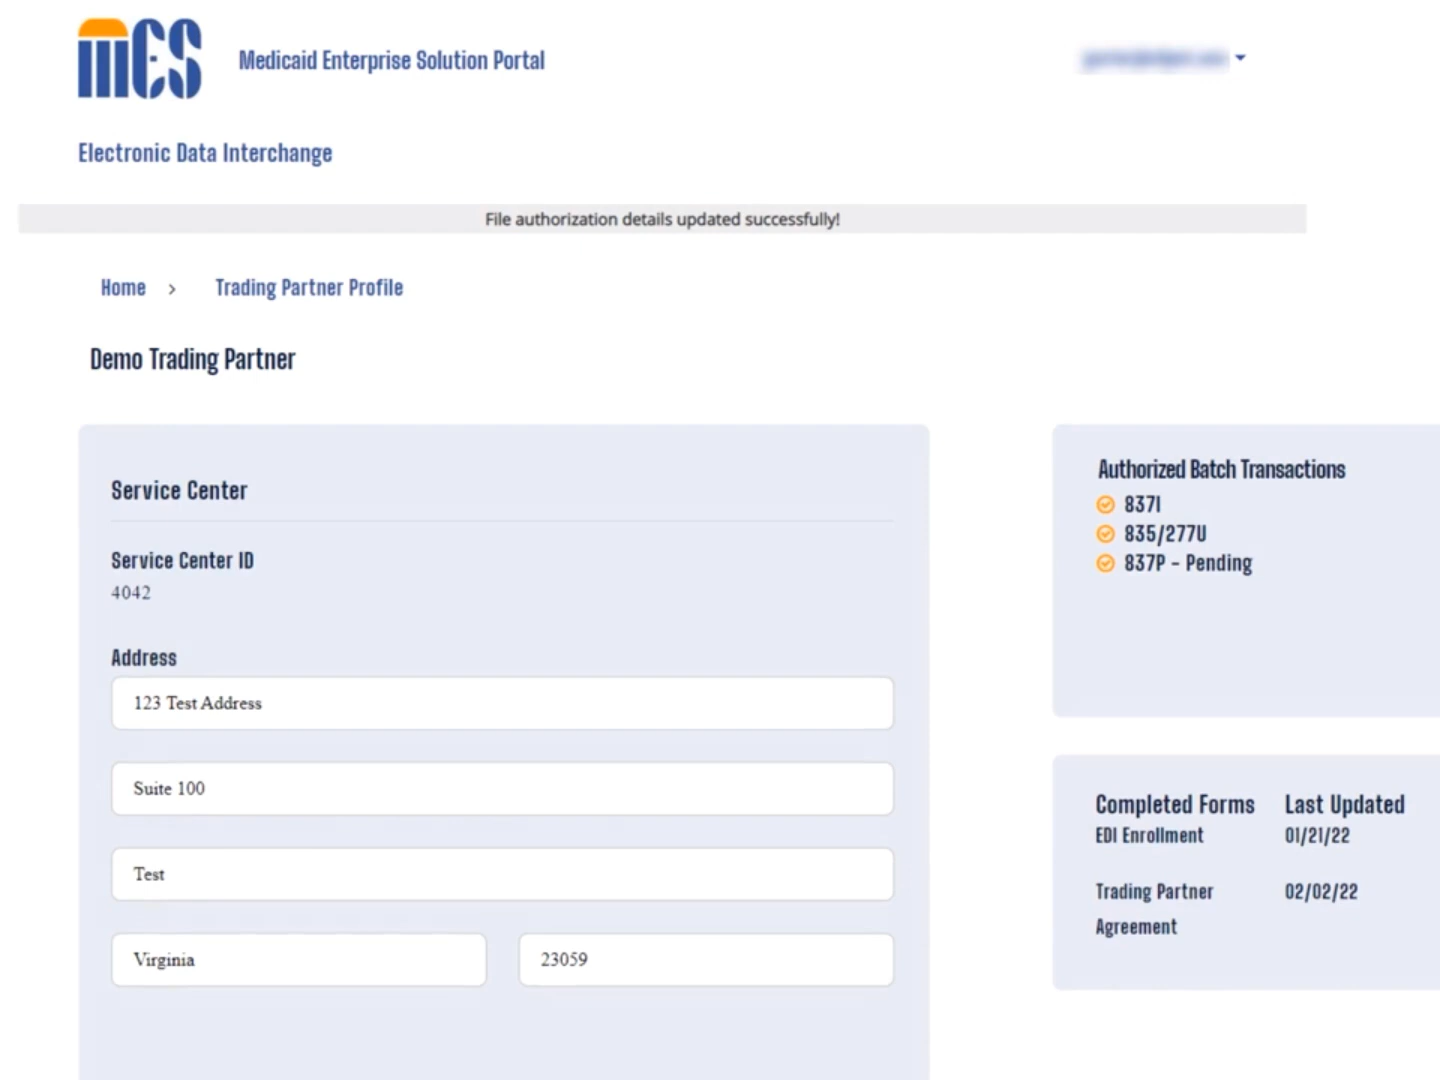 mES
Medicaid Enterprise Solution Portal
Electronic Data Interchange
File authorization details updated successfully!
Home > Trading Partner Profile
Demo Trading Partner
Service Center
Service Center ID
4042
Address
123 Test Address
Suite 100
Test
Virginia
23059
Authorized Batch Transactions
837I
835/277U
837P - Pending
Completed Forms Last Updated
EDI Enrollment 01/21/22
Trading Partner 02/02/22
Agreement